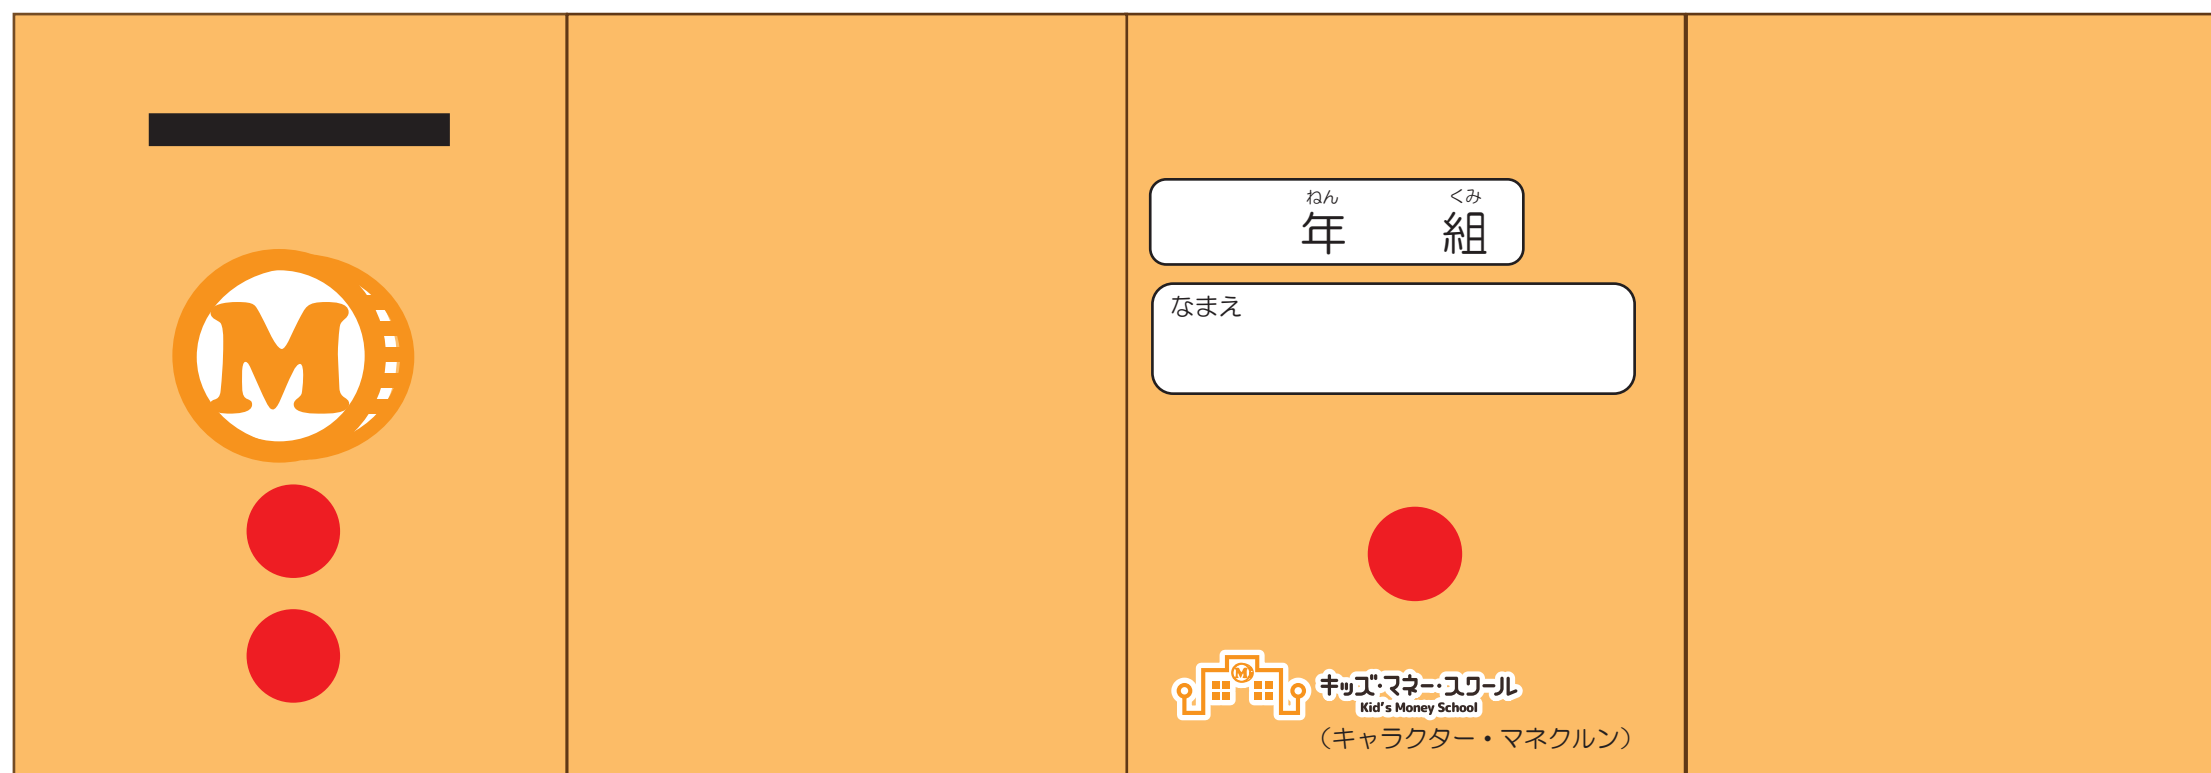 M
ねん くみ
年 組
なまえ
M
キッズ・マネー・スクール
Kid's Money School
（キャラクター・マネクルン）